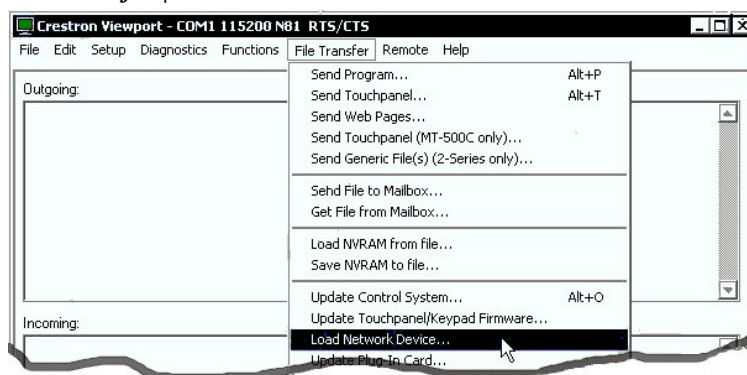 Crestron Viewport - COM1 115200 N81 RTS/CTS
File Edit Setup Diagnostics Functions File Transfer Remote Help
Outgoing:
Send Program... Alt+P
Send Touchpanel... Alt+T
Send Web Pages...
Send Touchpanel (MT-500C only)...
Send Generic File(s) (2-Series only)...
Send File to Mailbox...
Get File from Mailbox...
Load NVRAM from file...
Save NVRAM to file...
Update Control System... Alt+O
Update Touchpanel/Keypad Firmware...
Load Network Device...
Update Plug-In Card...
Incoming: